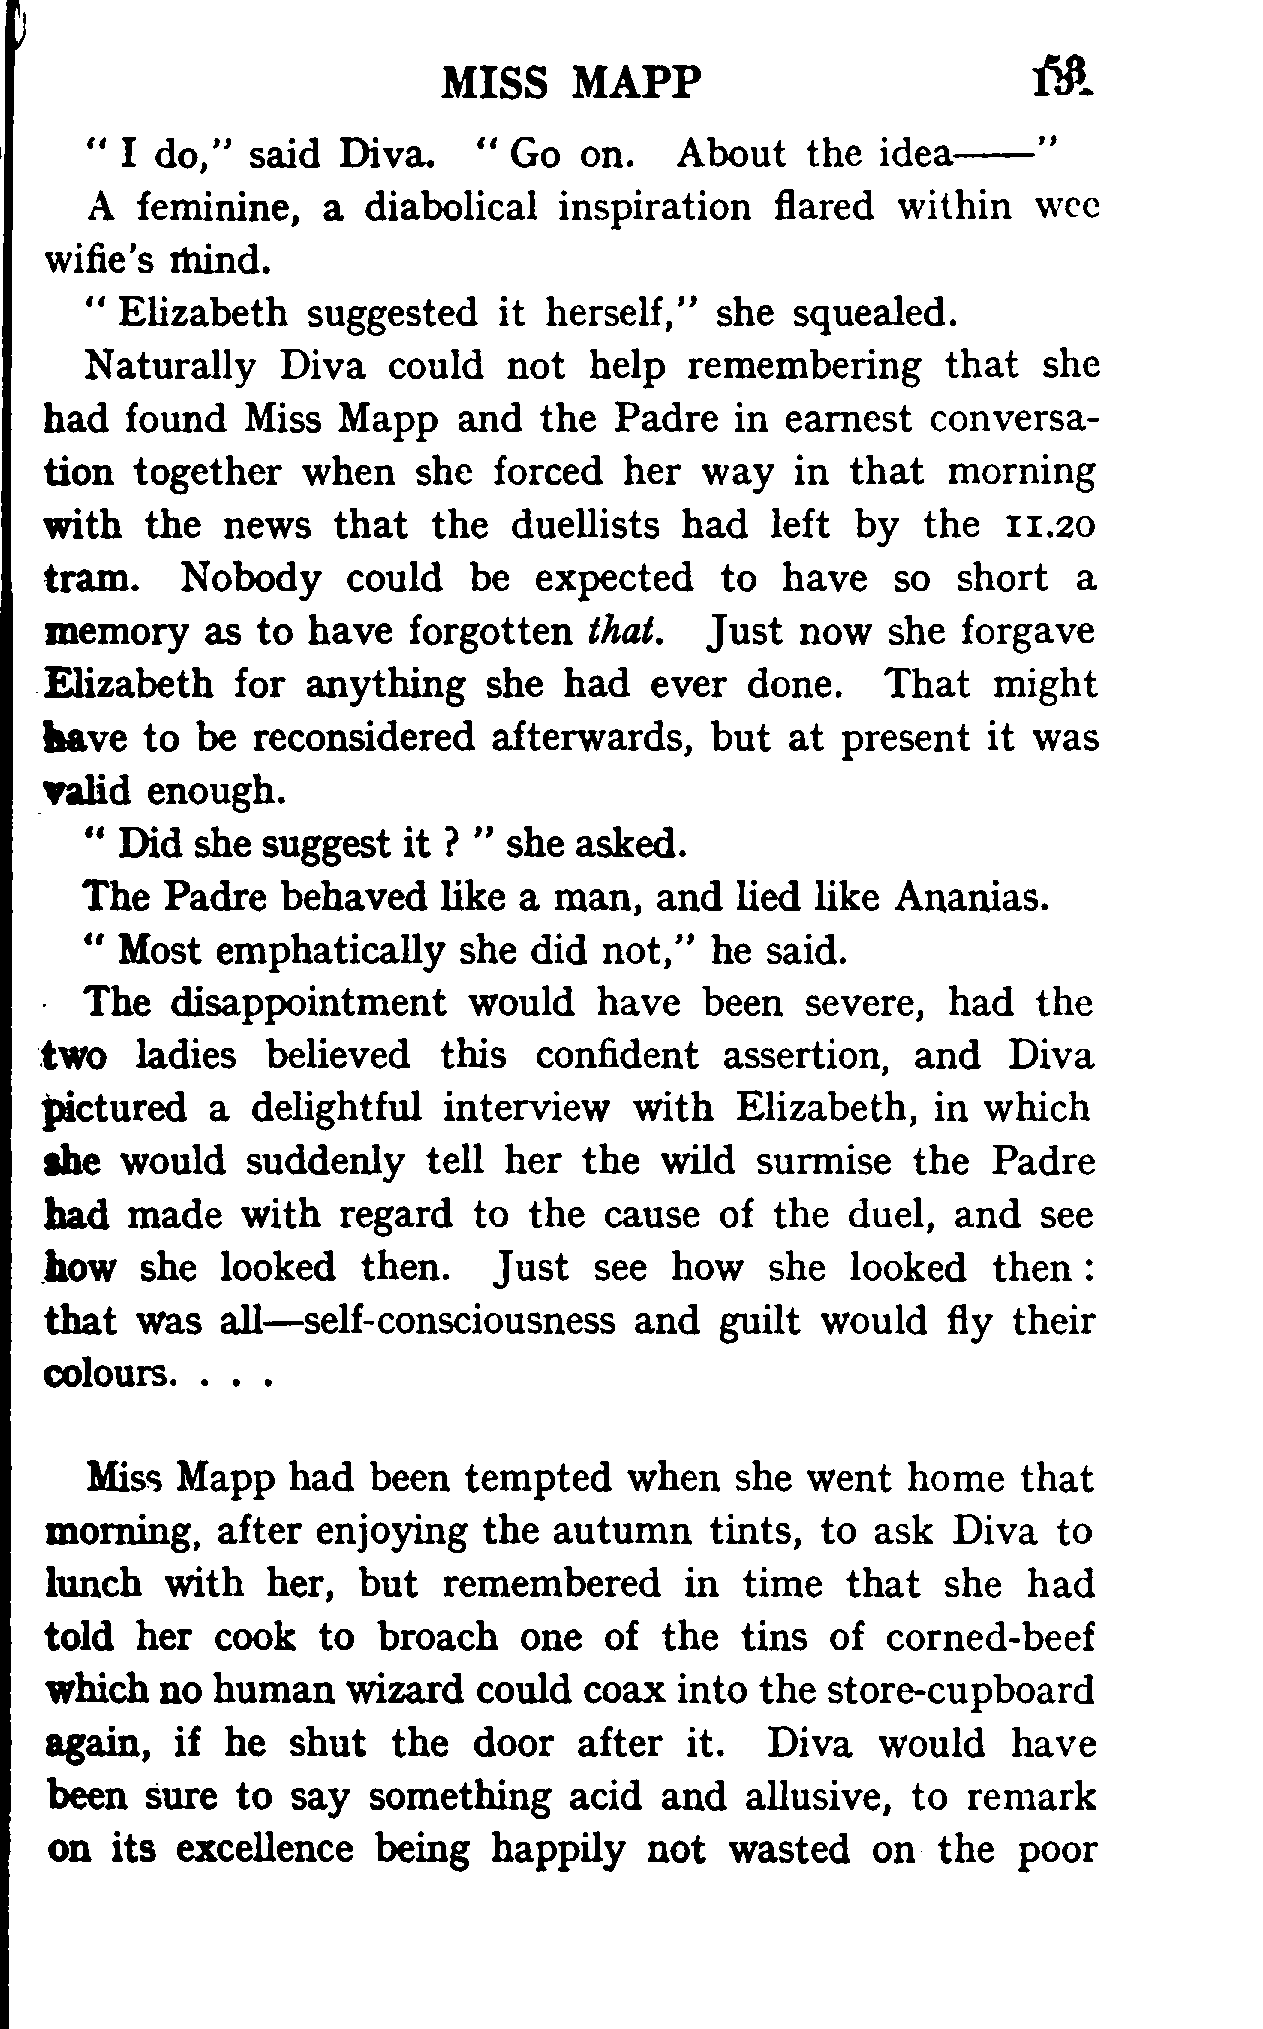 MISS MAPP
" I do," said Diva. " Go on. About the idea——"
A feminine, a diabolical inspiration flared within wee
wifie's mind.
" Elizabeth suggested it herself," she squealed.
Naturally Diva could not help remembering that she
had found Miss Mapp and the Padre in earnest conversa-
tion together when she forced her way in that morning
with the news that the duellists had left by the 11.20
tram. Nobody could be expected to have so short a
memory as to have forgotten that. Just now she forgave
Elizabeth for anything she had ever done. That might
have to be reconsidered afterwards, but at present it was
valid enough.
" Did she suggest it ? " she asked.
The Padre behaved like a man, and lied like Ananias.
" Most emphatically she did not," he said.
The disappointment would have been severe, had the
two ladies believed this confident assertion, and Diva
pictured a delightful interview with Elizabeth, in which
she would suddenly tell her the wild surmise the Padre
had made with regard to the cause of the duel, and see
how she looked then. Just see how she looked then :
that was all—self-consciousness and guilt would fly their
colours. . . .
Miss Mapp had been tempted when she went home that
morning, after enjoying the autumn tints, to ask Diva to
lunch with her, but remembered in time that she had
told her cook to broach one of the tins of corned-beef
which no human wizard could coax into the store-cupboard
again, if he shut the door after it. Diva would have
been sure to say something acid and allusive, to remark
on its excellence being happily not wasted on the poor